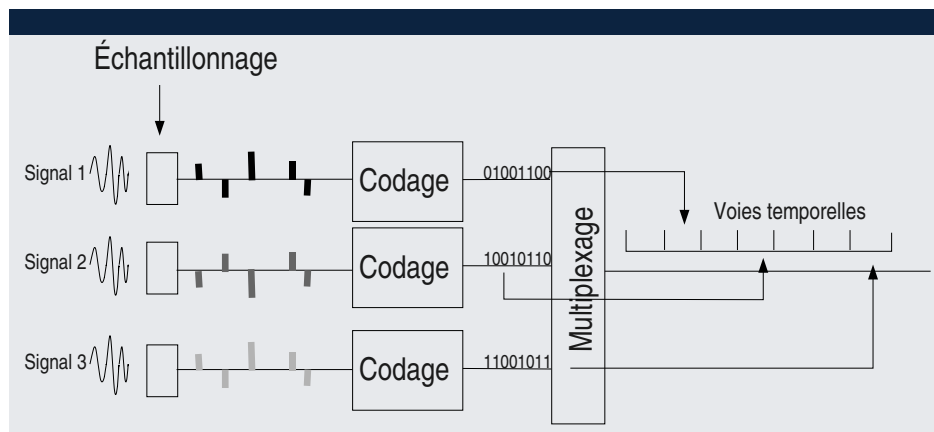 Échantillonnage
Signal 1
Codage
01001100
Voies temporelles
Signal 2
Codage
10010110
Multiplexage
Signal 3
Codage
11001011